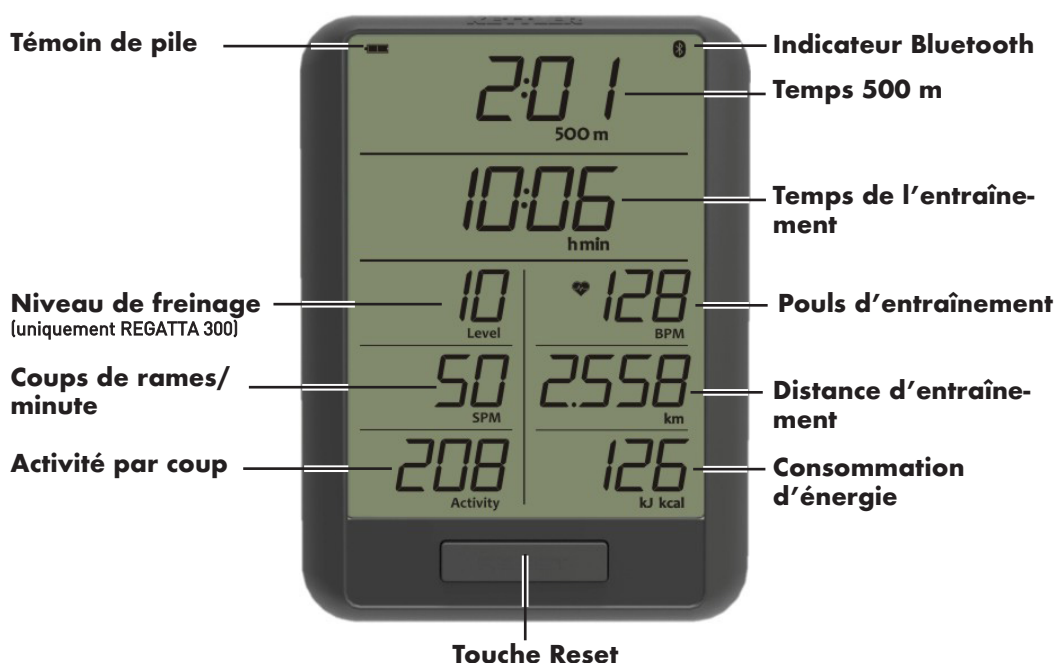 Témoin de pile
Indicateur Bluetooth
2:01
500 m
Temps 500 m
10:06
h min
Temps de l'entraîne-
ment
Niveau de freinage
(uniquement REGATTA 300)
10
Level
128
BPM
Pouls d'entraînement
Coups de rames/
minute
50
SPM
2.558
km
Distance d'entraîne-
ment
Activité par coup
208
Activity
126
kJ kcal
Consommation
d'énergie
Touche Reset